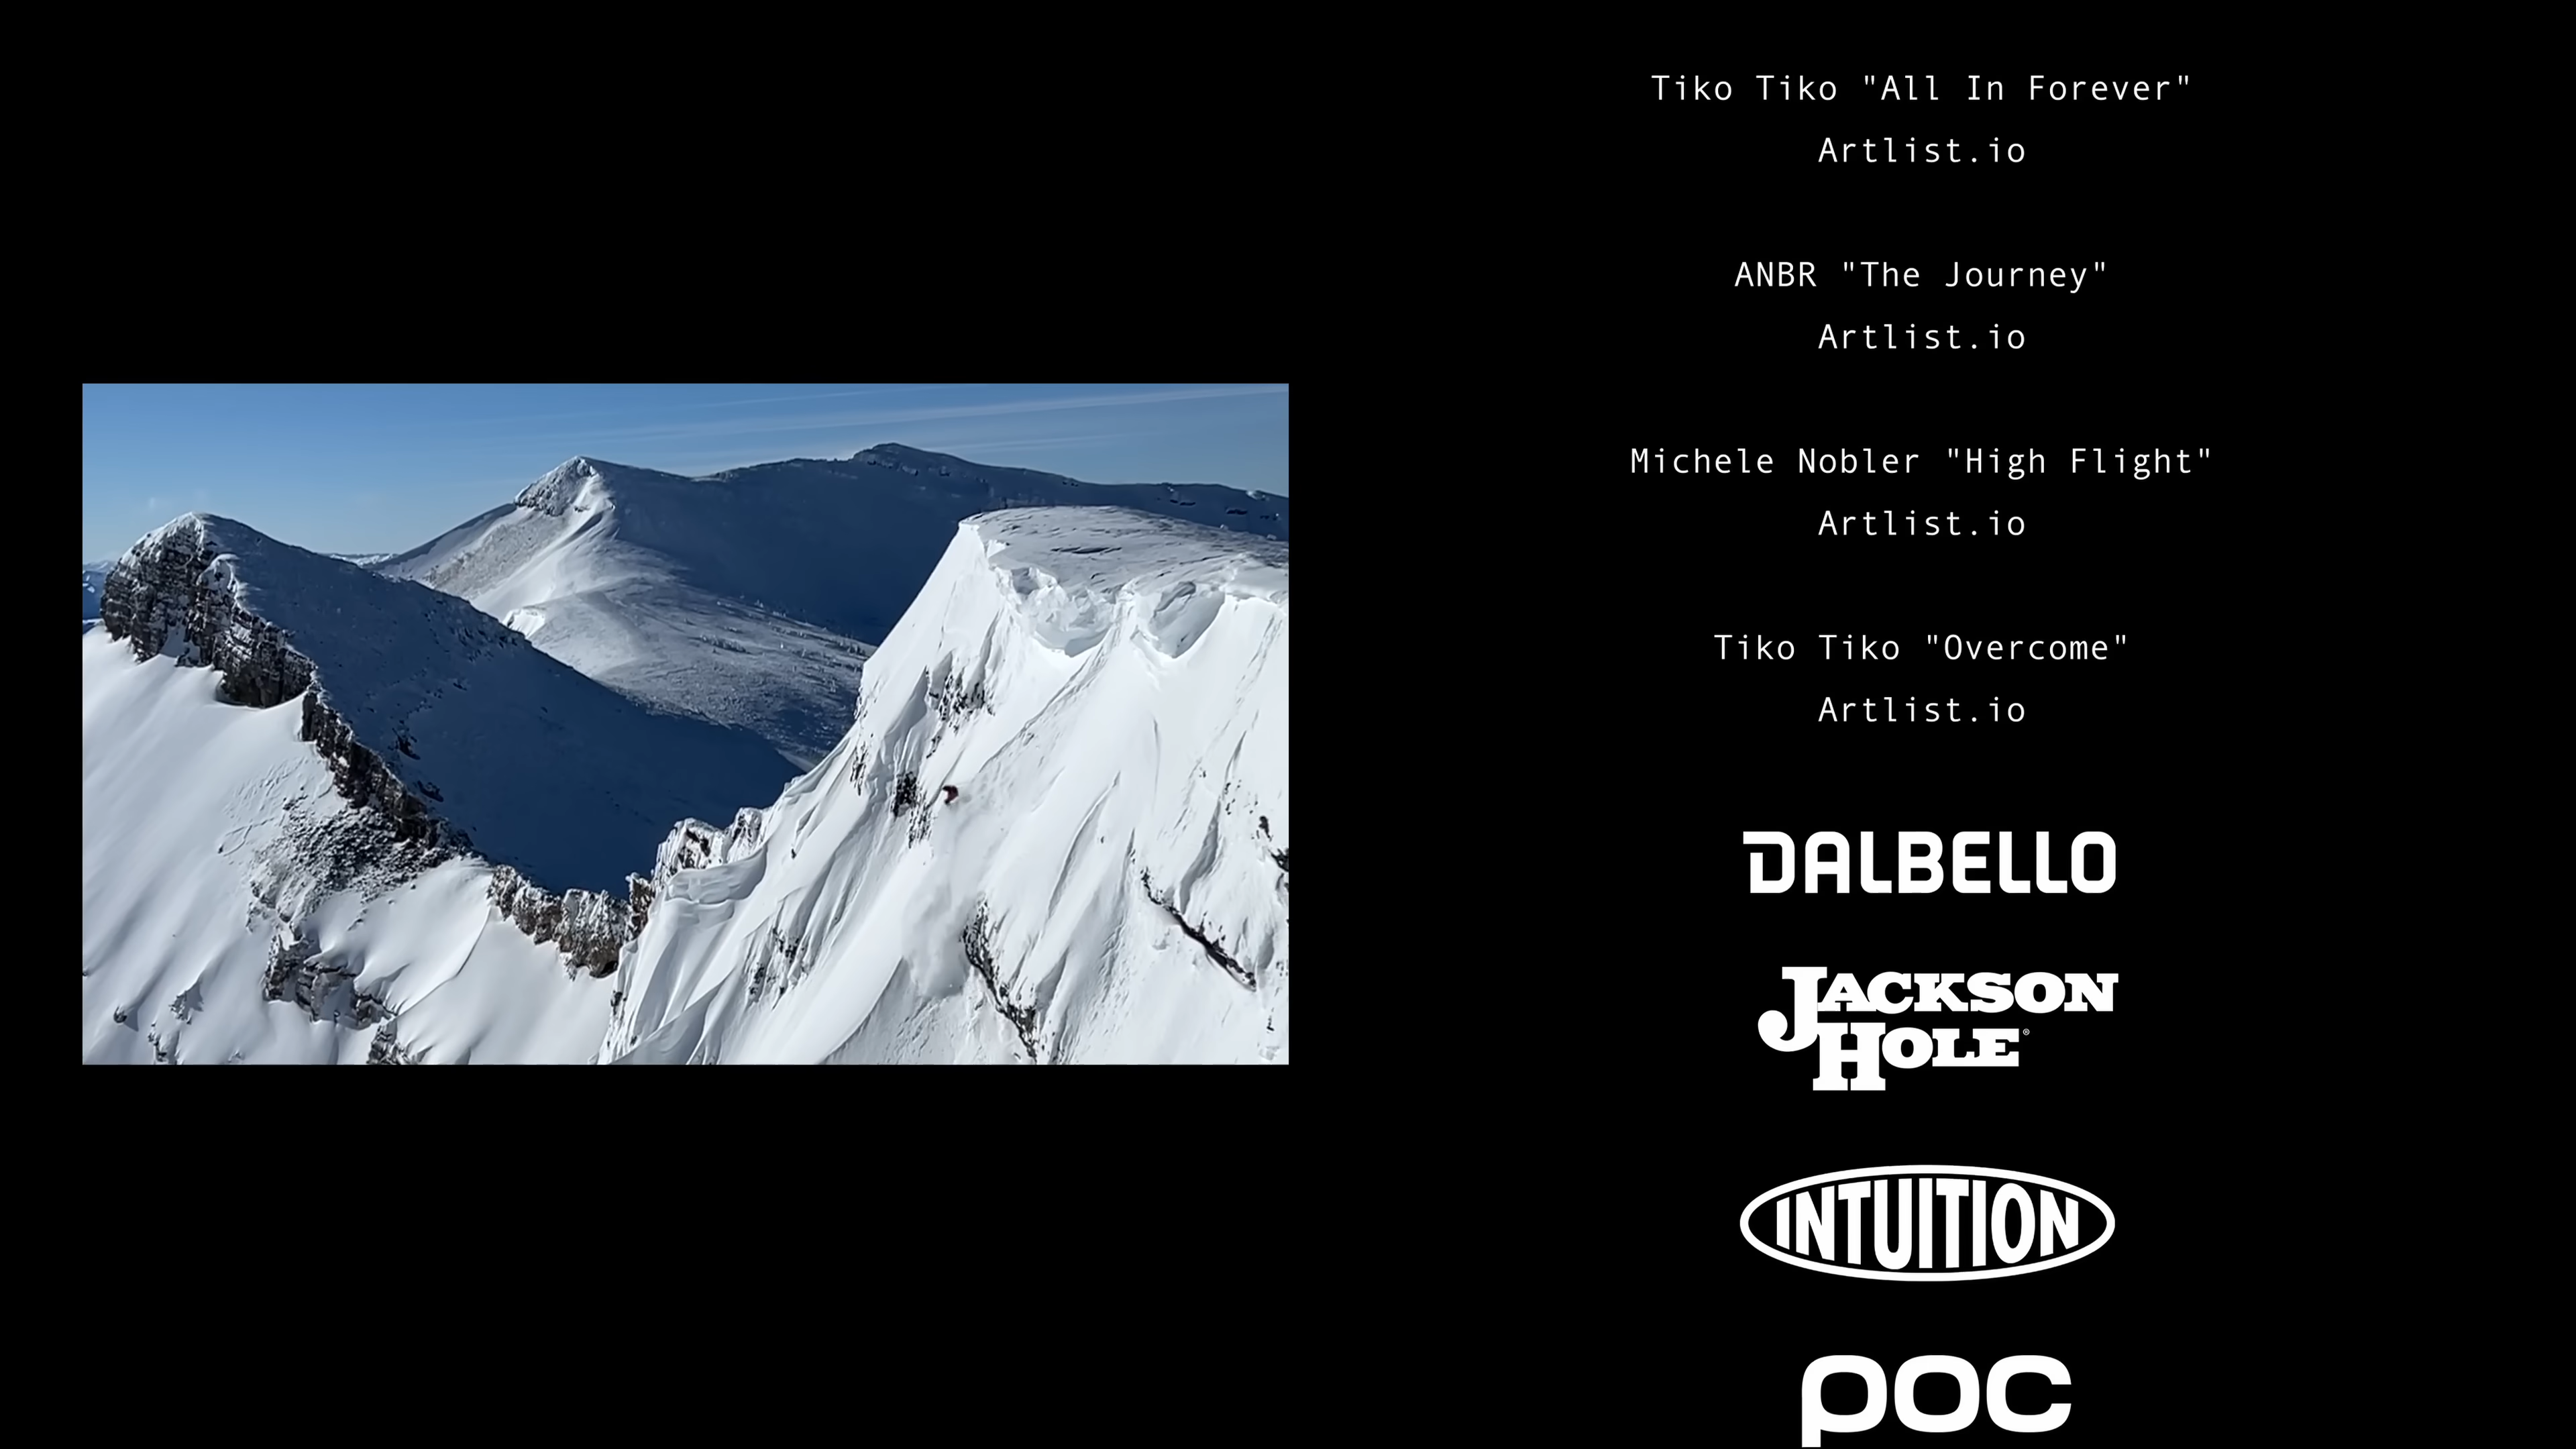 Tiko Tiko "All In Forever"
Artlist.io
ANBR "The Journey"
Artlist.io
Michele Nobler "High Flight"
Artlist.io
Tiko Tiko "Overcome"
Artlist.io
DALBELLO
JACKSON
HOLE®
INTUITION
POC